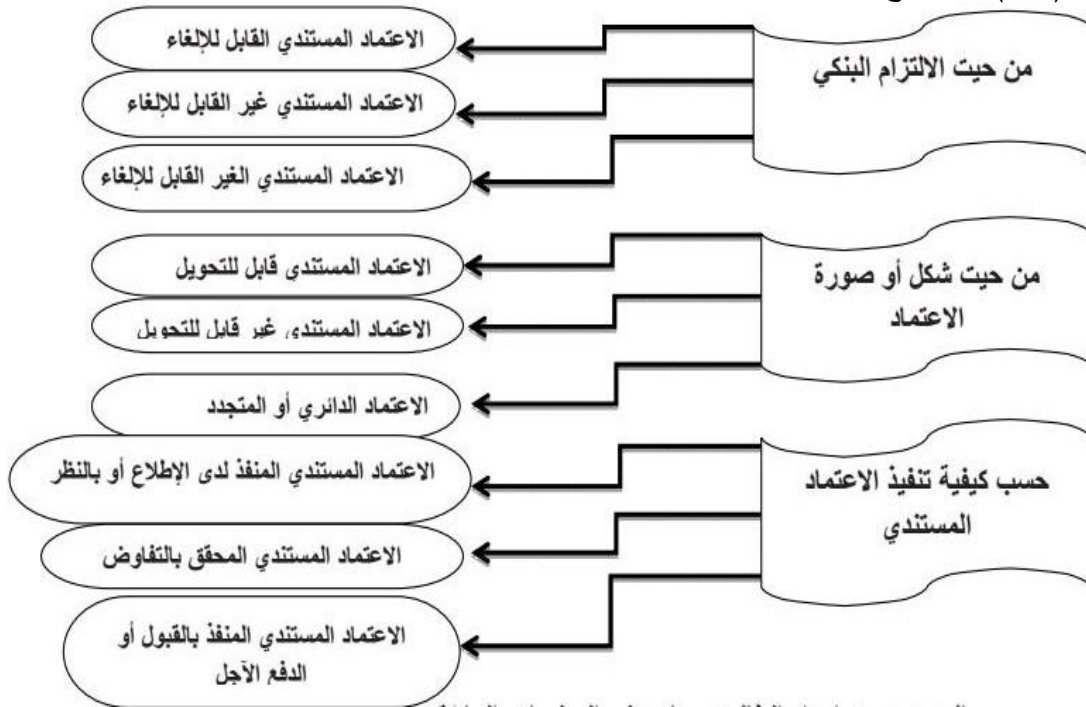 من حيت الالتزام البنكي
الاعتماد المستندي القابل للإلغاء
الاعتماد المستندي غير القابل للإلغاء
الاعتماد المستندي الغير القابل للإلغاء
من حيت شكل أو صورة
الاعتماد
الاعتماد المستندي قابل للتحويل
الاعتماد المستندي غير قابل للتحويل
الاعتماد الدائري أو المتجدد
حسب كيفية تنفيذ الاعتماد
المستندي
الاعتماد المستندي المنفذ لدى الإطلاع أو بالنظر
الاعتماد المستندي المحقق بالتفاوض
الاعتماد المستندي المنفذ بالقبول أو
الدفع الآجل